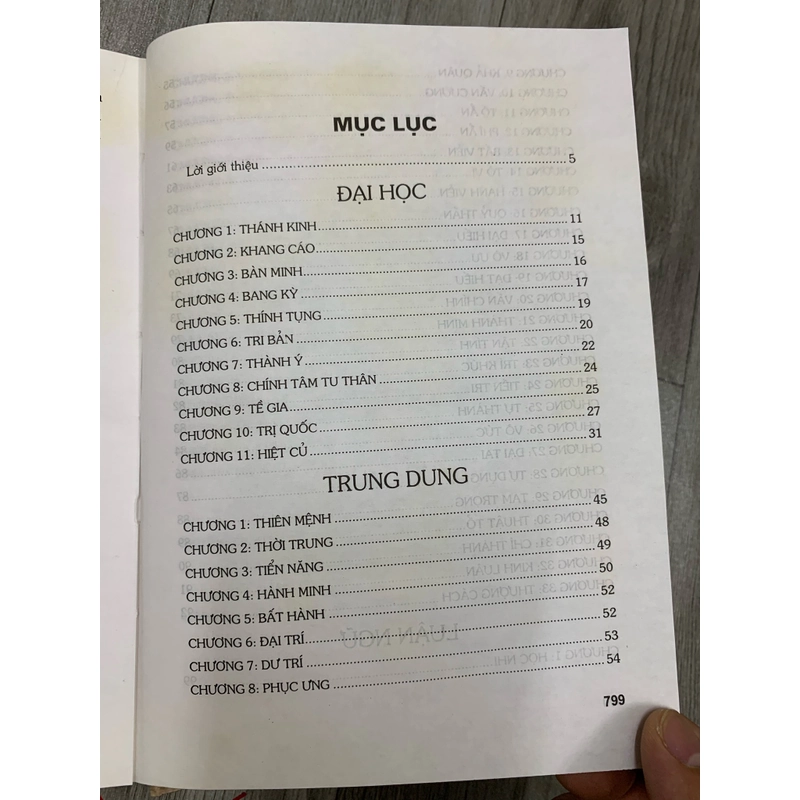 MỤC LỤC
Lời giới thiệu 5
ĐẠI HỌC
CHƯƠNG 1: THÁNH KINH 11
CHƯƠNG 2: KHANG CÁO 15
CHƯƠNG 3: BÀN MINH 16
CHƯƠNG 4: BANG KỲ 17
CHƯƠNG 5: THÍNH TỤNG 19
CHƯƠNG 6: TRI BẢN 20
CHƯƠNG 7: THÀNH Ý 22
CHƯƠNG 8: CHÍNH TÂM TU THÂN 24
CHƯƠNG 9: TỀ GIA 25
CHƯƠNG 10: TRỊ QUỐC 27
CHƯƠNG 11: HIỆT CỦ 31
TRUNG DUNG
CHƯƠNG 1: THIÊN MỆNH 45
CHƯƠNG 2: THỜI TRUNG 48
CHƯƠNG 3: TIỂN NĂNG 49
CHƯƠNG 4: HÀNH MINH 50
CHƯƠNG 5: BẤT HÀNH 52
CHƯƠNG 6: ĐẠI TRÍ 52
CHƯƠNG 7: DƯ TRÍ 53
CHƯƠNG 8: PHỤC ƯNG 54
799